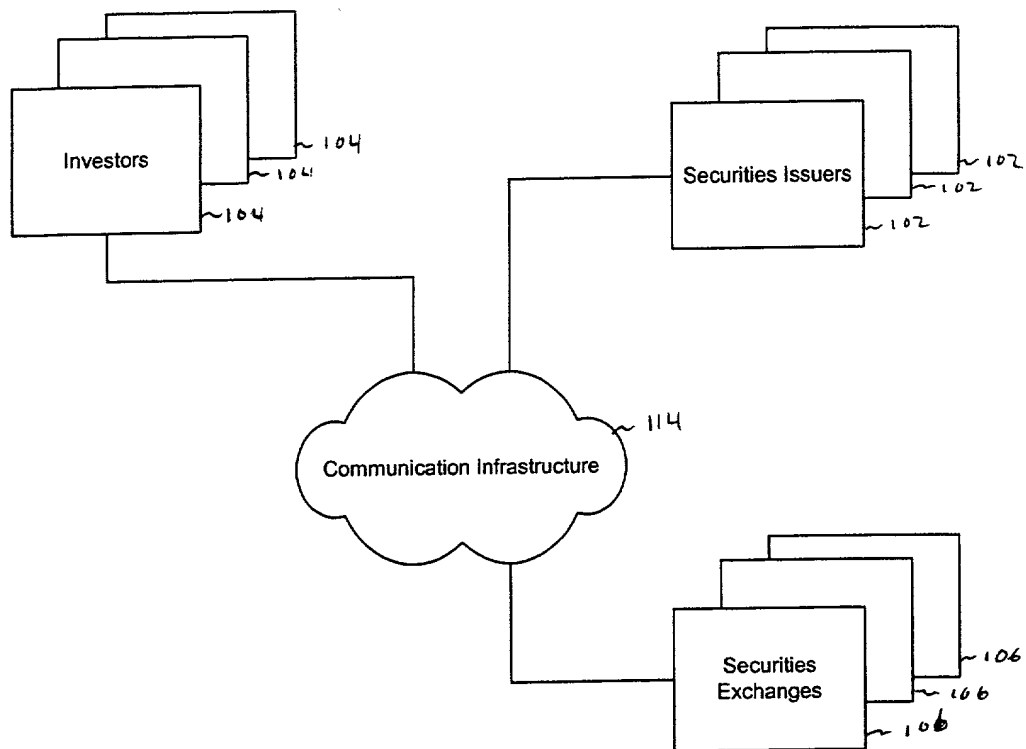 Investors
104
104
104
Securities Issuers
102
102
102
114
Communication Infrastructure
Securities
Exchanges
106
106
106